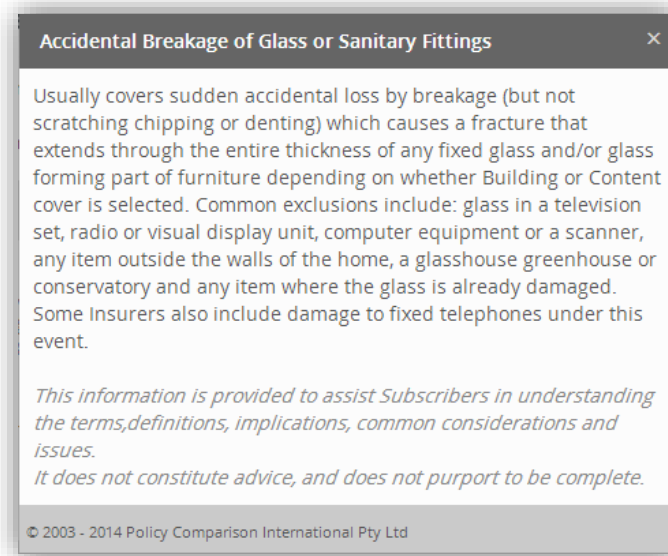 Accidental Breakage of Glass or Sanitary Fittings ×
Usually covers sudden accidental loss by breakage (but not
scratching chipping or denting) which causes a fracture that
extends through the entire thickness of any fixed glass and/or glass
forming part of furniture depending on whether Building or Content
cover is selected. Common exclusions include: glass in a television
set, radio or visual display unit, computer equipment or a scanner,
any item outside the walls of the home, a glasshouse greenhouse or
conservatory and any item where the glass is already damaged.
Some Insurers also include damage to fixed telephones under this
event.
This information is provided to assist Subscribers in understanding
the terms,definitions, implications, common considerations and
issues.
It does not constitute advice, and does not purport to be complete.
© 2003 - 2014 Policy Comparison International Pty Ltd